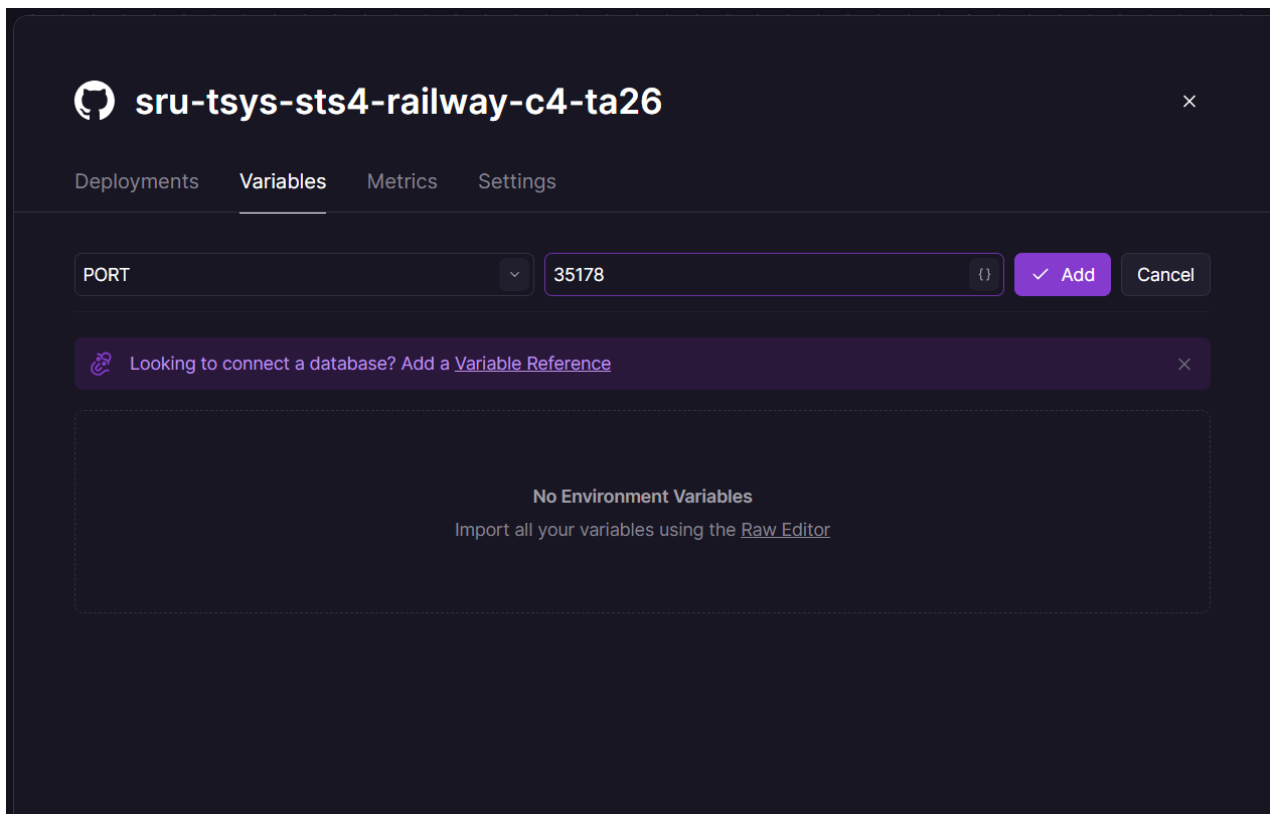 sru-tsys-sts4-railway-c4-ta26
Deployments Variables Metrics Settings
PORT 35178 {} Add Cancel
Looking to connect a database? Add a Variable Reference
No Environment Variables
Import all your variables using the Raw Editor